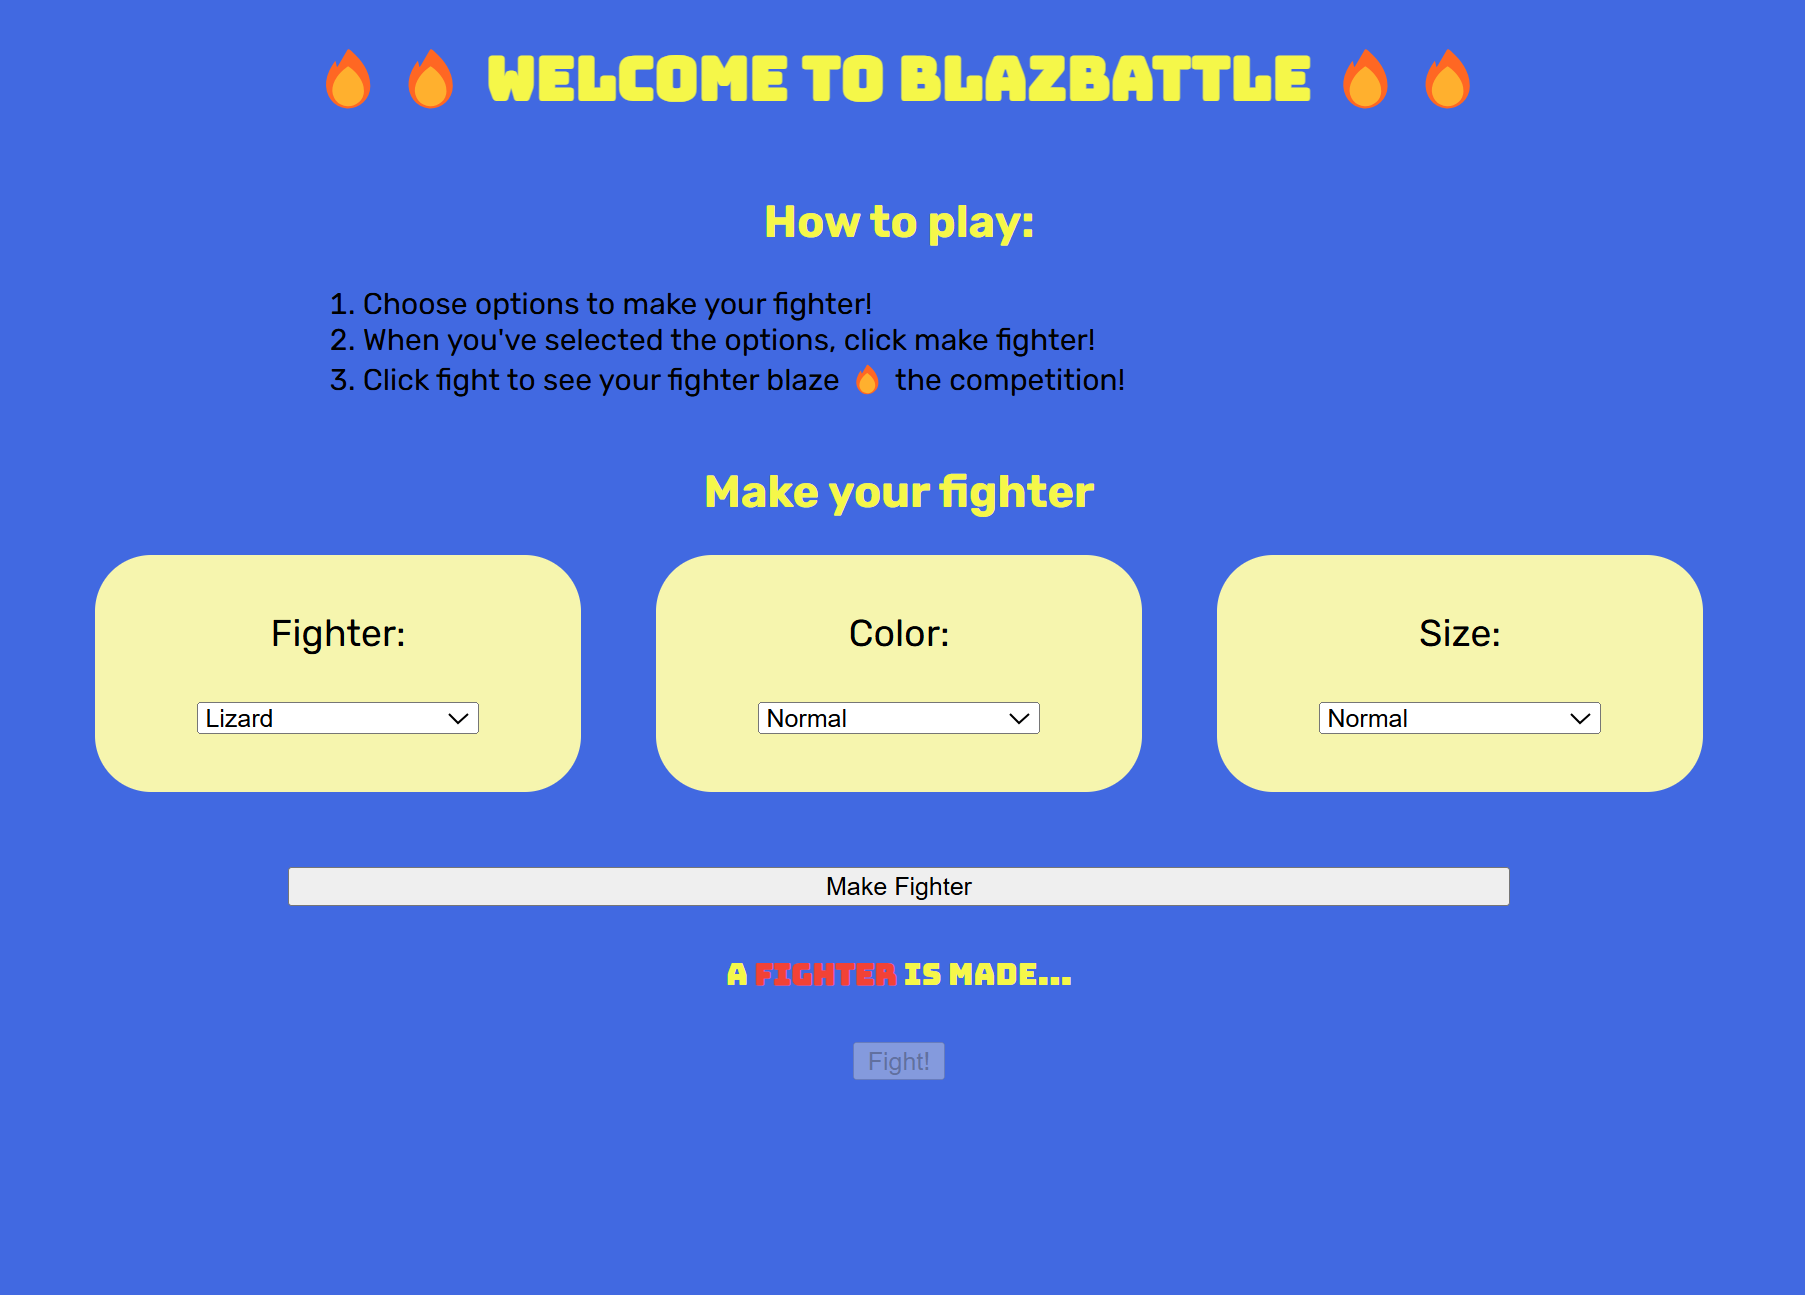 🔥 🔥 WELCOME TO BLAZBATTLE 🔥 🔥
How to play:
1. Choose options to make your fighter!
2. When you've selected the options, click make fighter!
3. Click fight to see your fighter blaze 🔥 the competition!
Make your fighter
Fighter: Color: Size:
Lizard Normal Normal
Make Fighter
A FIGHTER IS MADE...
Fight!